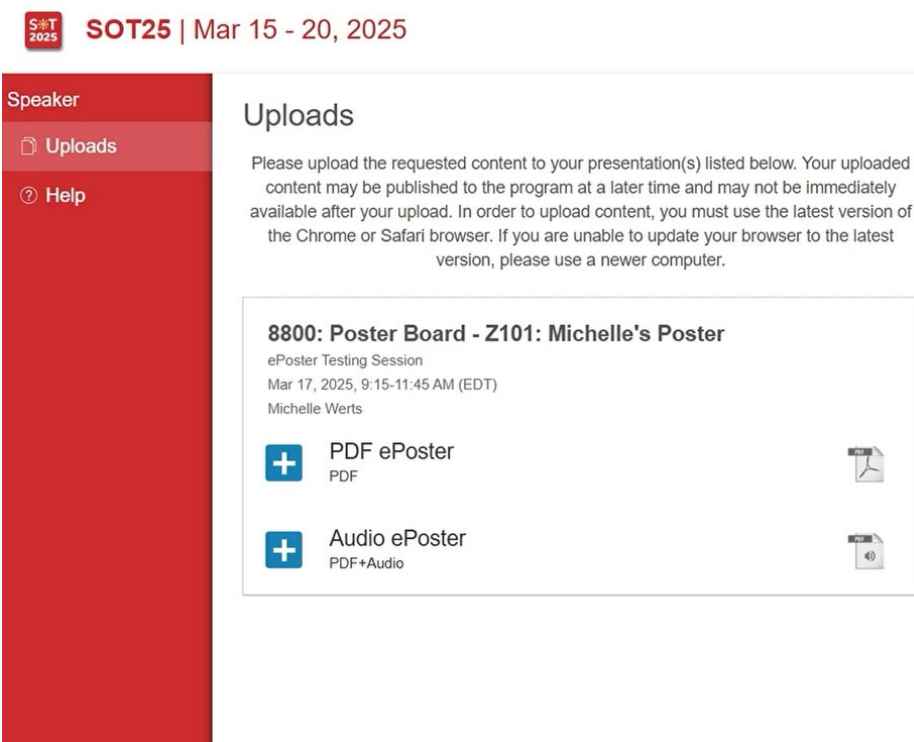 S*T
2025
SOT25 | Mar 15 - 20, 2025
Speaker
Uploads
Help
Uploads
Please upload the requested content to your presentation(s) listed below. Your uploaded
content may be published to the program at a later time and may not be immediately
available after your upload. In order to upload content, you must use the latest version of
the Chrome or Safari browser. If you are unable to update your browser to the latest
version, please use a newer computer.
8800: Poster Board - Z101: Michelle's Poster
ePoster Testing Session
Mar 17, 2025, 9:15-11:45 AM (EDT)
Michelle Werts
PDF ePoster
PDF
PDF
Audio ePoster
PDF+Audio
PDF